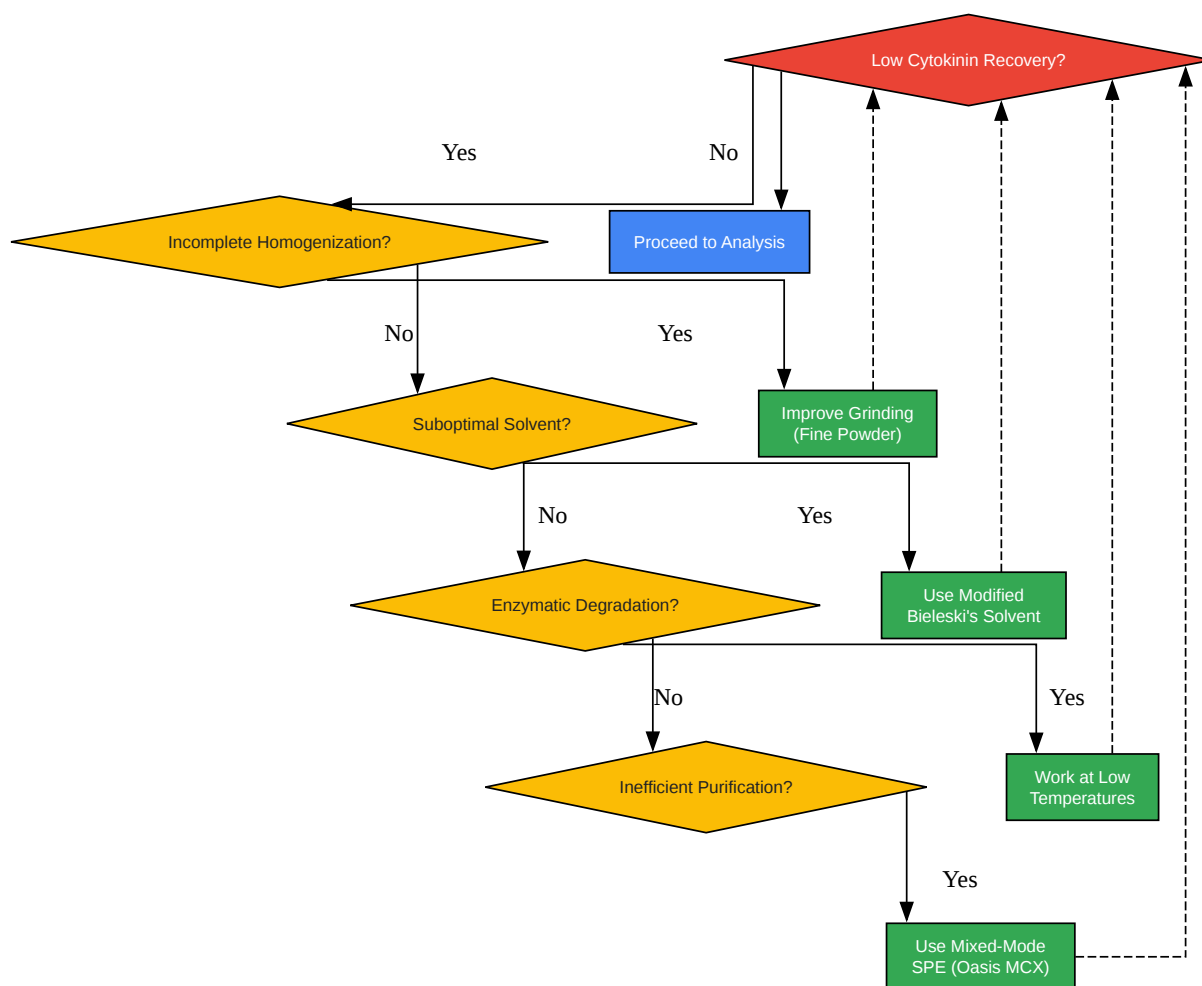 Low Cytokinin Recovery?
Yes
No
Incomplete Homogenization?
Proceed to Analysis
No
Yes
Suboptimal Solvent?
Improve Grinding
(Fine Powder)
No
Yes
Enzymatic Degradation?
Use Modified
Bieleski's Solvent
No
Yes
Inefficient Purification?
Work at Low
Temperatures
Yes
Use Mixed-Mode
SPE (Oasis MCX)